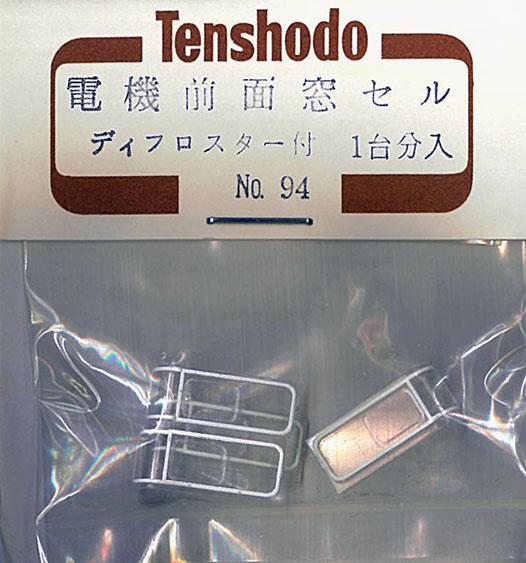 Tenshodo
電機前面窓セル
ディフロスター付 1台分入
No. 94